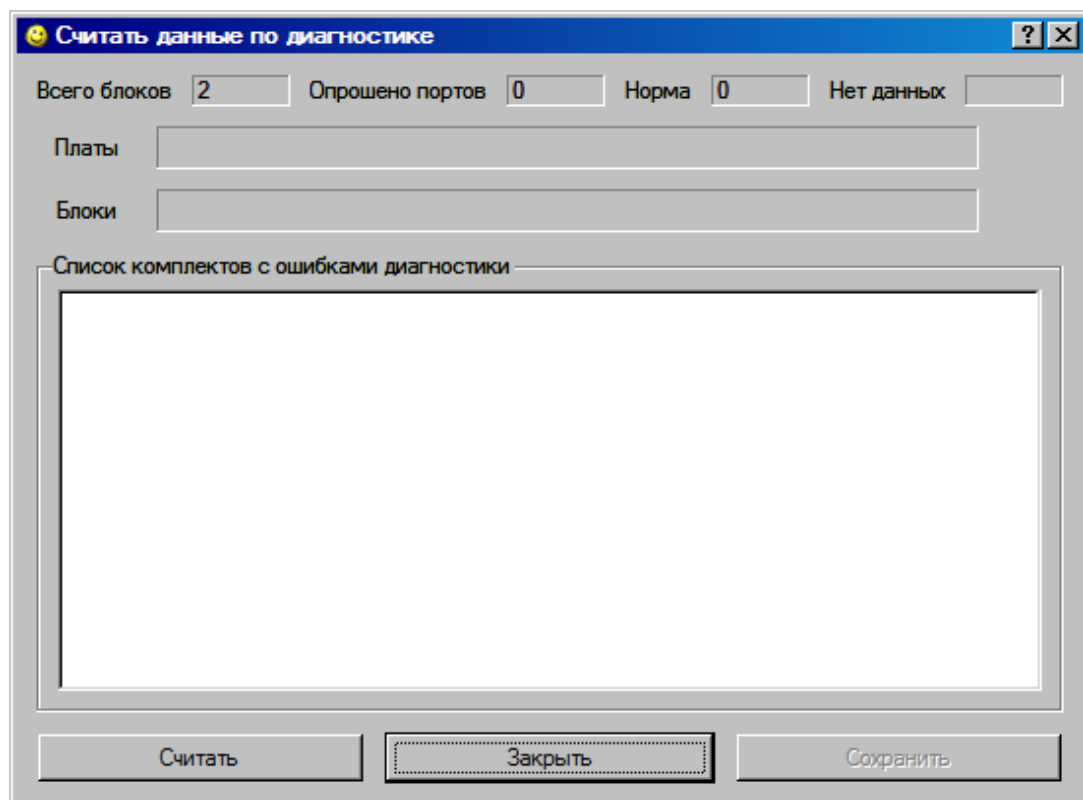 Считать данные по диагностике
Всего блоков 2 Опрошено портов 0 Норма 0 Нет данных
Платы
Блоки
Список комплектов с ошибками диагностики
Считать Закрыть Сохранить